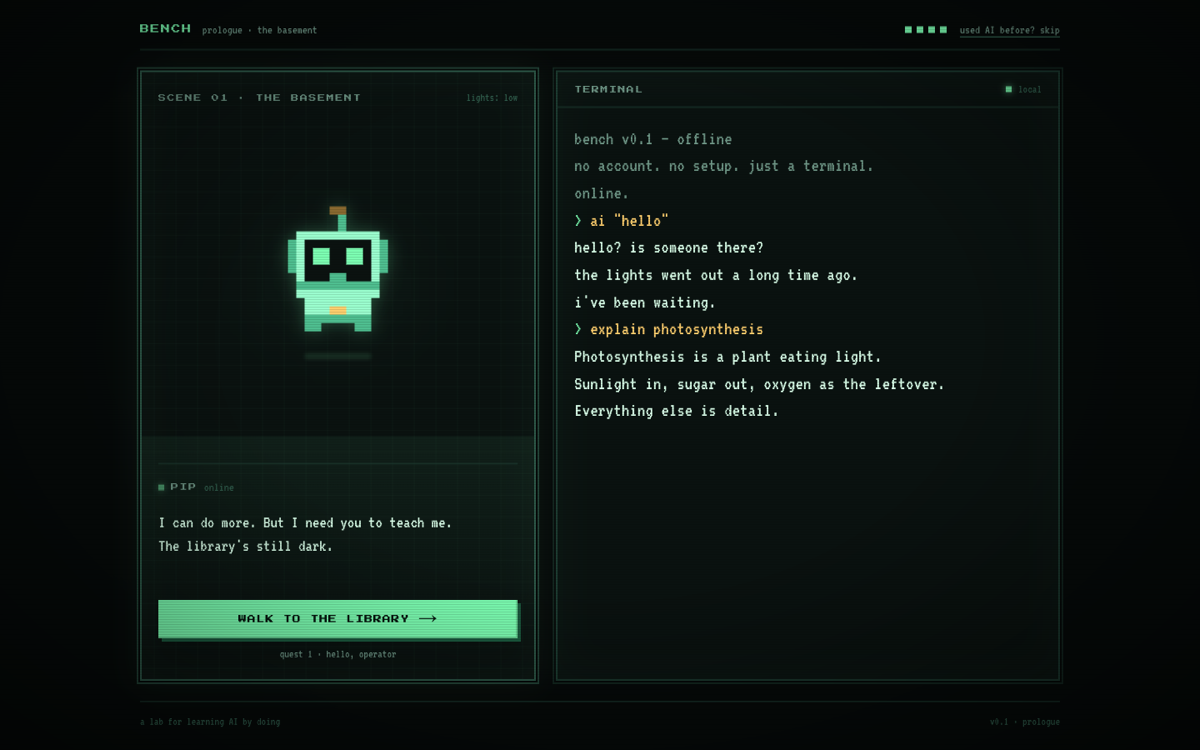 BENCH prologue · the basement
used AI before? skip
SCENE 01 · THE BASEMENT
lights: low
PIP online
I can do more. But I need you to teach me.
The library's still dark.
WALK TO THE LIBRARY →
quest 1 · hello, operator
TERMINAL
local
bench v0.1 — offline
no account. no setup. just a terminal.
online.
❯ ai "hello"
hello? is someone there?
the lights went out a long time ago.
i've been waiting.
❯ explain photosynthesis
Photosynthesis is a plant eating light.
Sunlight in, sugar out, oxygen as the leftover.
Everything else is detail.
a lab for learning AI by doing
v0.1 · prologue